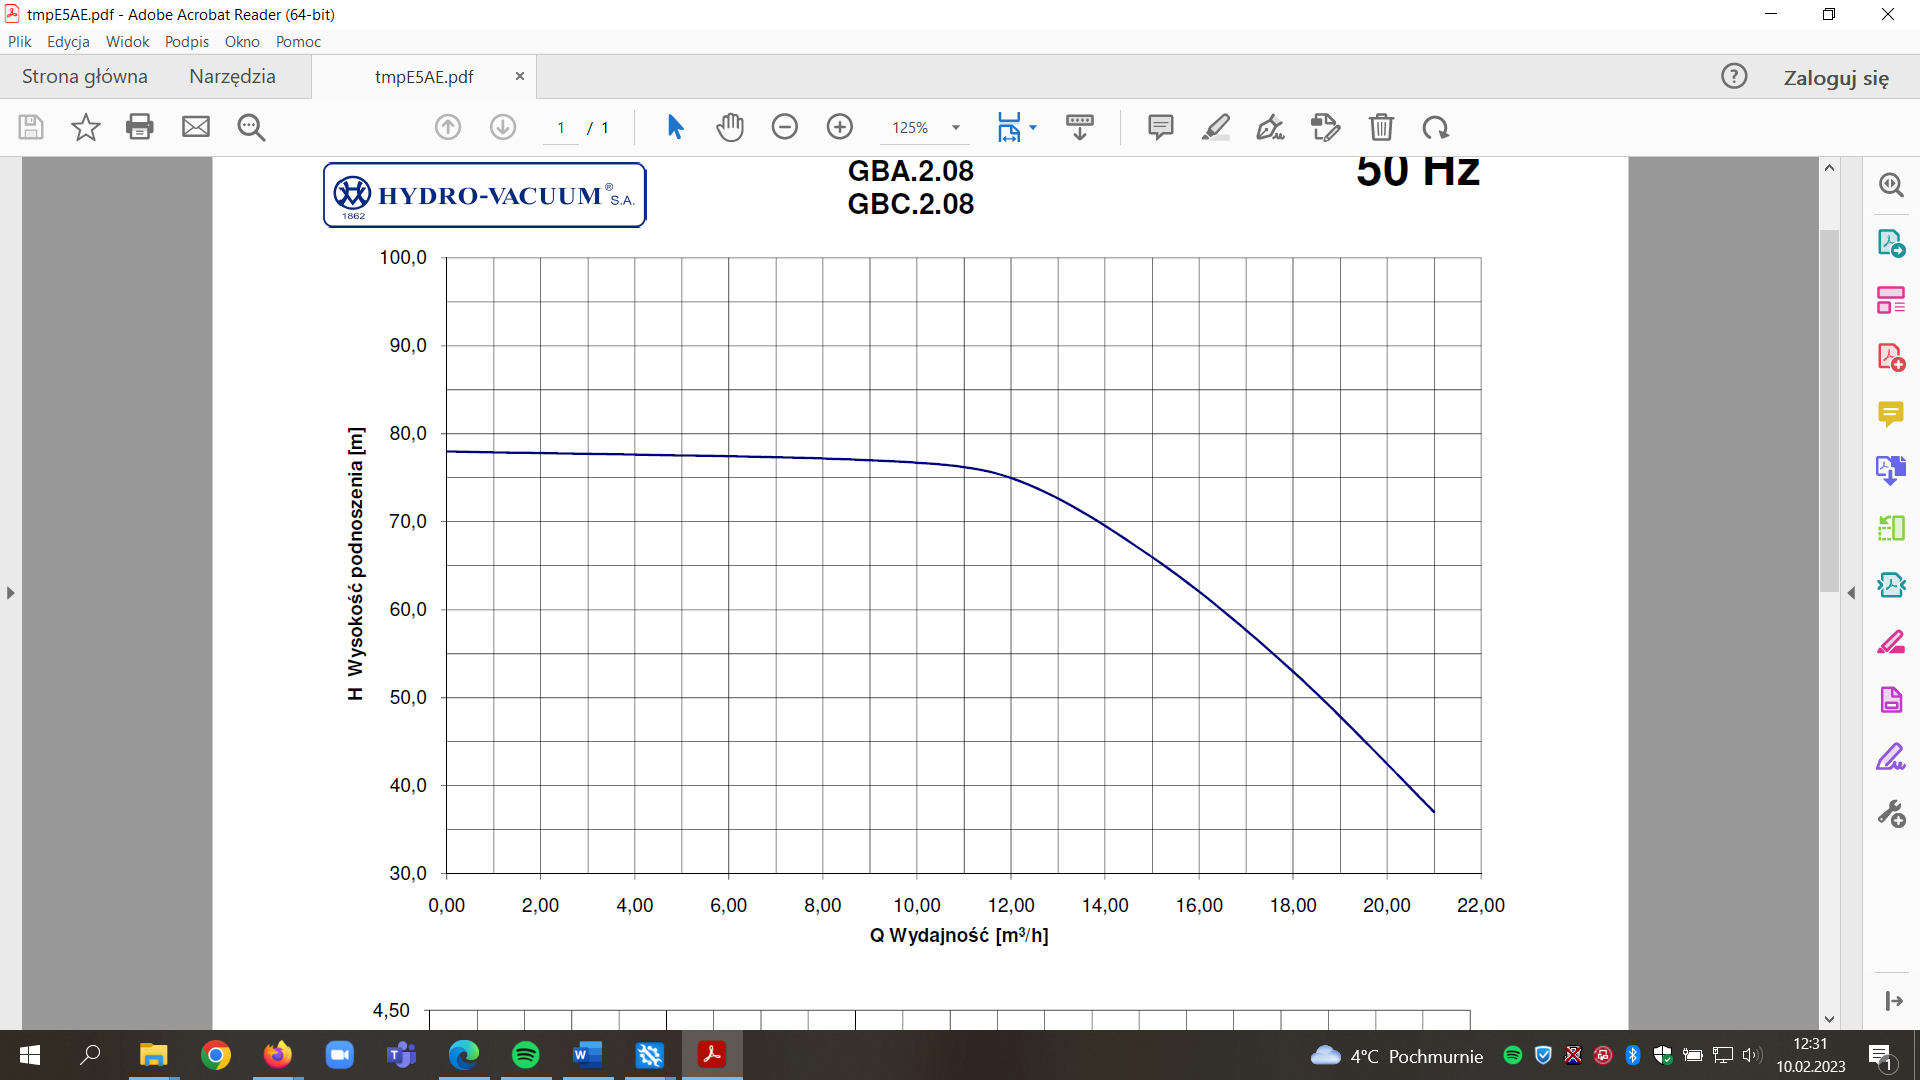 tmpE5AE.pdf - Adobe Acrobat Reader (64-bit)
Plik Edycja Widok Podpis Okno Pomoc
Strona główna Narzędzia tmpE5AE.pdf × ? Zaloguj się
1 / 1 125%
HYDRO-VACUUM® S.A.
1862
GBA.2.08
GBC.2.08
50 Hz
100,0
90,0
80,0
70,0
60,0
50,0
40,0
30,0
H Wysokość podnoszenia [m]
0,00 2,00 4,00 6,00 8,00 10,00 12,00 14,00 16,00 18,00 20,00 22,00
Q Wydajność [m³/h]
4,50
4°C Pochmurnie
12:31
10.02.2023
1